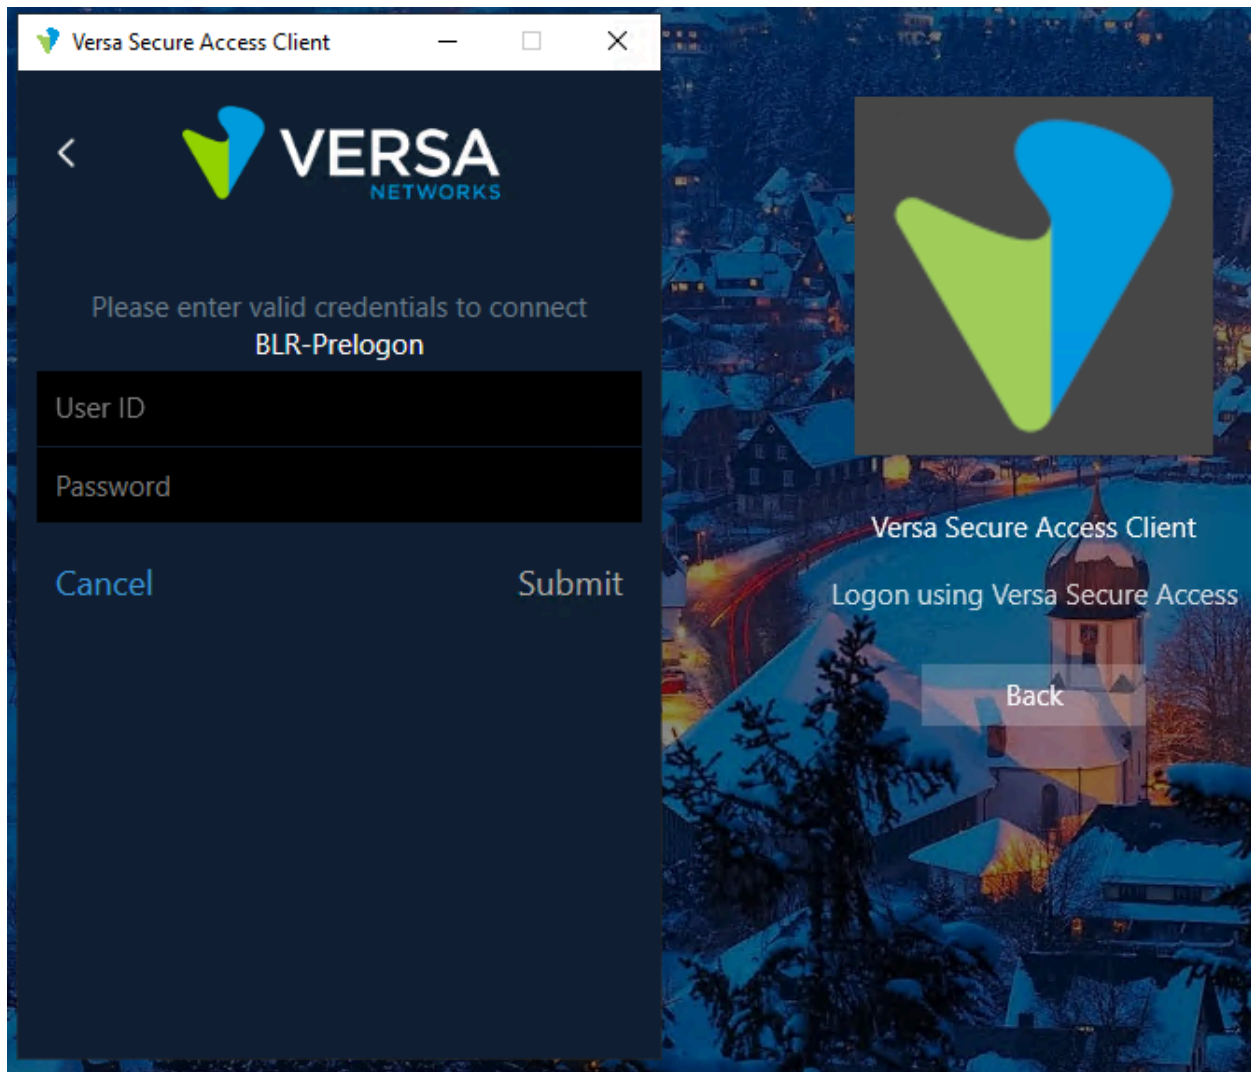 Versa Secure Access Client
VERSA
NETWORKS
Please enter valid credentials to connect
BLR-Prelogon
User ID
Password
Cancel
Submit
Versa Secure Access Client
Logon using Versa Secure Access
Back